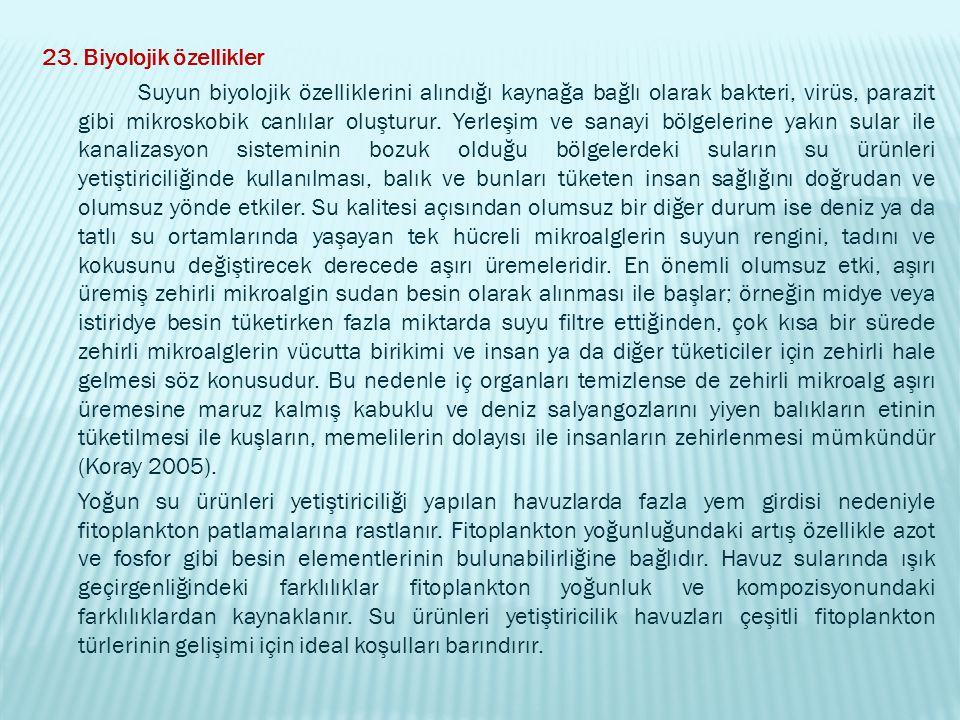 23. Biyolojik özellikler
Suyun biyolojik özelliklerini alındığı kaynağa bağlı olarak bakteri, virüs, parazit
gibi mikroskobik canlılar oluşturur. Yerleşim ve sanayi bölgelerine yakın sular ile
kanalizasyon sisteminin bozuk olduğu bölgelerdeki suların su ürünleri
yetiştiriciliğinde kullanılması, balık ve bunları tüketen insan sağlığını doğrudan ve
olumsuz yönde etkiler. Su kalitesi açısından olumsuz bir diğer durum ise deniz ya da
tatlı su ortamlarında yaşayan tek hücreli mikroalglerin suyun rengini, tadını ve
kokusunu değiştirecek derecede aşırı üremeleridir. En önemli olumsuz etki, aşırı
üremiş zehirli mikroalgin sudan besin olarak alınması ile başlar; örneğin midye veya
istiridye besin tüketirken fazla miktarda suyu filtre ettiğinden, çok kısa bir sürede
zehirli mikroalglerin vücutta birikimi ve insan ya da diğer tüketiciler için zehirli hale
gelmesi söz konusudur. Bu nedenle iç organları temizlense de zehirli mikroalg aşırı
üremesine maruz kalmış kabuklu ve deniz salyangozlarını yiyen balıkların etinin
tüketilmesi ile kuşların, memelilerin dolayısı ile insanların zehirlenmesi mümkündür
(Koray 2005).
Yoğun su ürünleri yetiştiriciliği yapılan havuzlarda fazla yem girdisi nedeniyle
fitoplankton patlamalarına rastlanır. Fitoplankton yoğunluğundaki artış özellikle azot
ve fosfor gibi besin elementlerinin bulunabilirliğine bağlıdır. Havuz sularında ışık
geçirgenliğindeki farklılıklar fitoplankton yoğunluk ve kompozisyonundaki
farklılıklardan kaynaklanır. Su ürünleri yetiştiricilik havuzları çeşitli fitoplankton
türlerinin gelişimi için ideal koşulları barındırır.